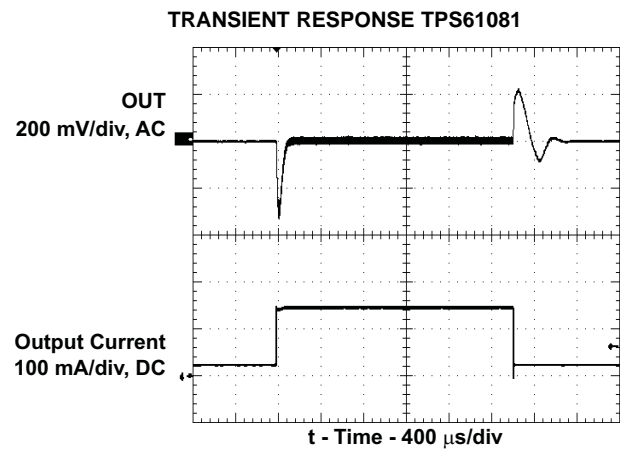 TRANSIENT RESPONSE TPS61081
OUT
200 mV/div, AC
Output Current
100 mA/div, DC
t - Time - 400 μs/div